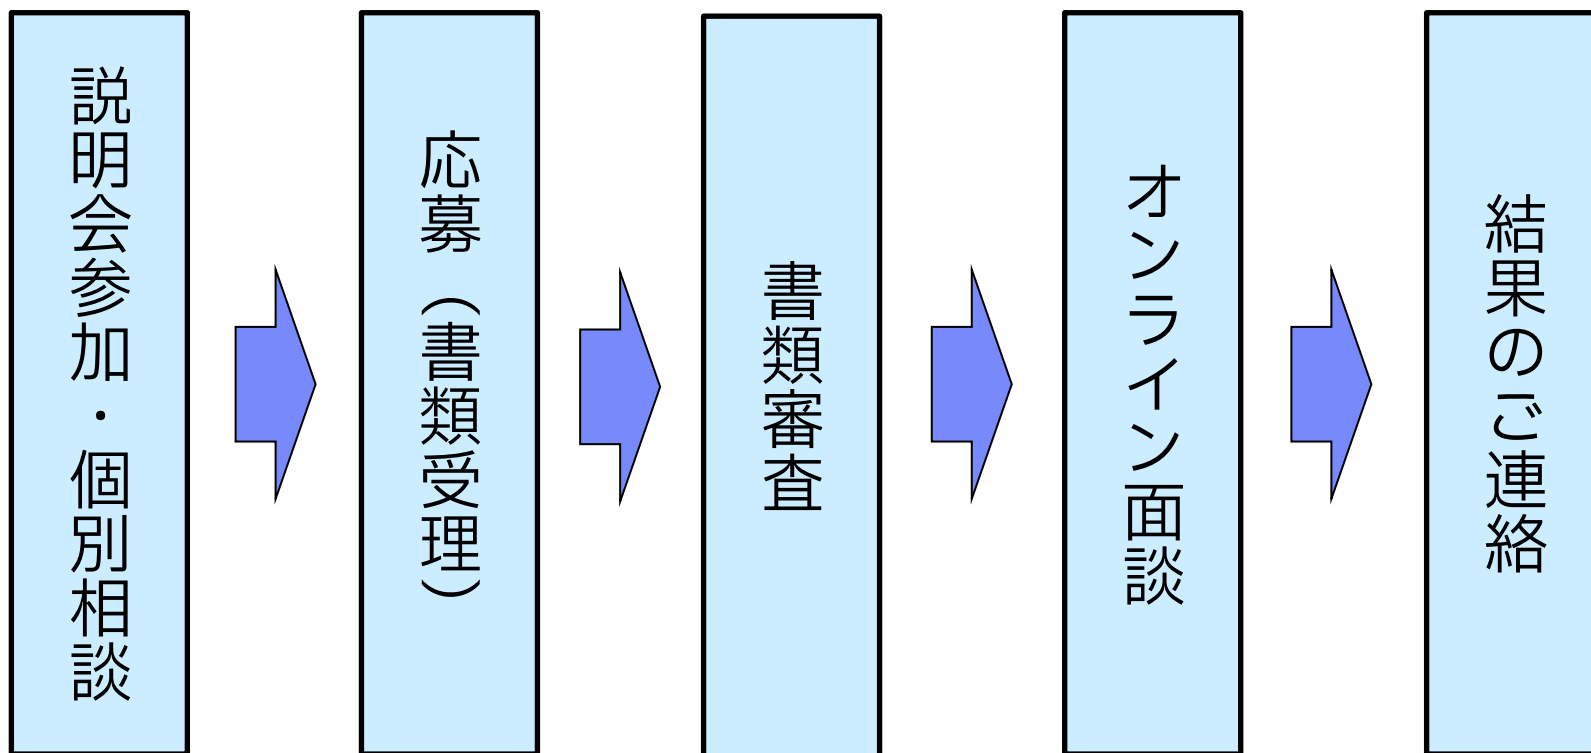 説明会参加・個別相談
応募（書類受理）
書類審査
オンライン面談
結果のご連絡